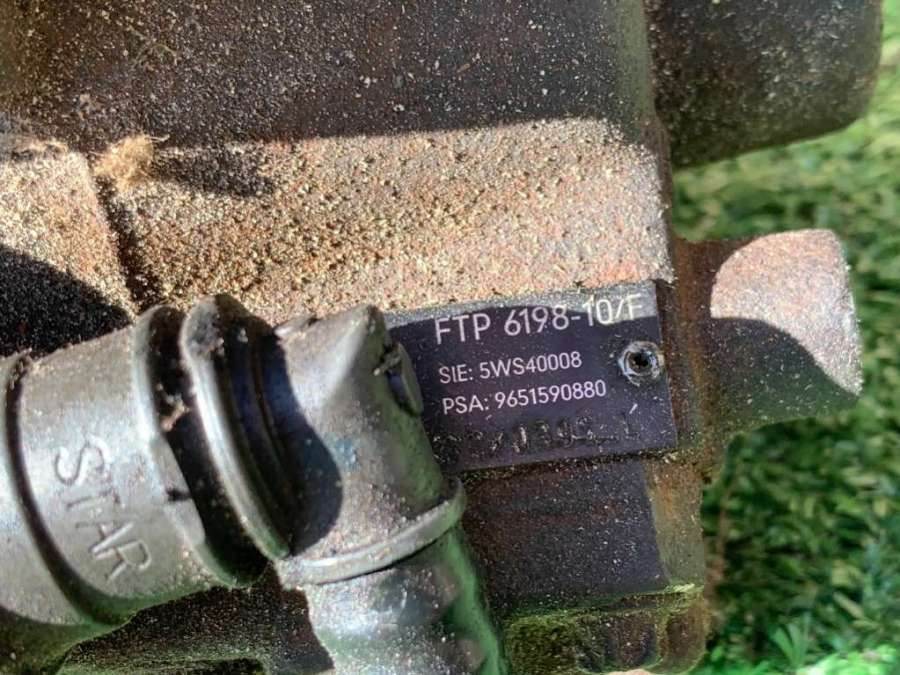 FTP 6198-10/F
SIE: 5WS40008
PSA: 9651590880
STAR